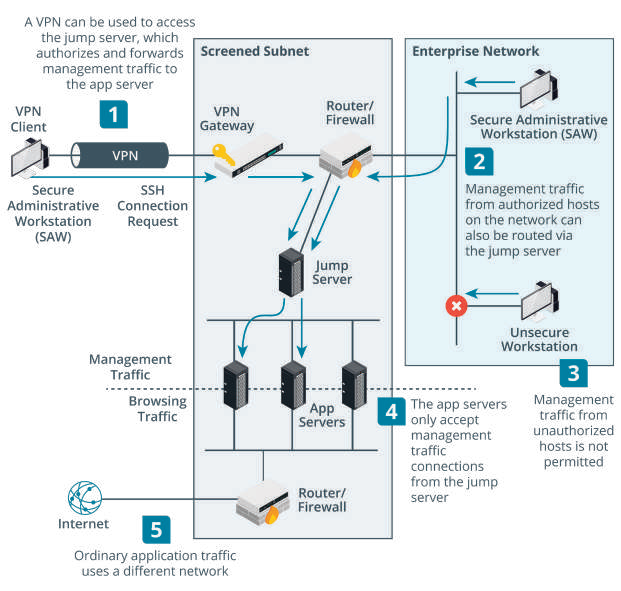 A VPN can be used to access
the jump server, which
authorizes and forwards
management traffic to
the app server
1
Screened Subnet
Enterprise Network
VPN
Client
VPN
VPN
Gateway
Router/
Firewall
Secure Administrative
Workstation (SAW)
Secure
Administrative
Workstation
(SAW)
SSH
Connection
Request
2
Management traffic
from authorized hosts
on the network can
also be routed via
the jump server
Jump
Server
Unsecure
Workstation
3
Management
traffic from
unauthorized
hosts is not
permitted
Management
Traffic
Browsing
Traffic
App
Servers
4
The app servers
only accept
management
traffic
connections
from the jump
server
Router/
Firewall
Internet
5
Ordinary application traffic
uses a different network